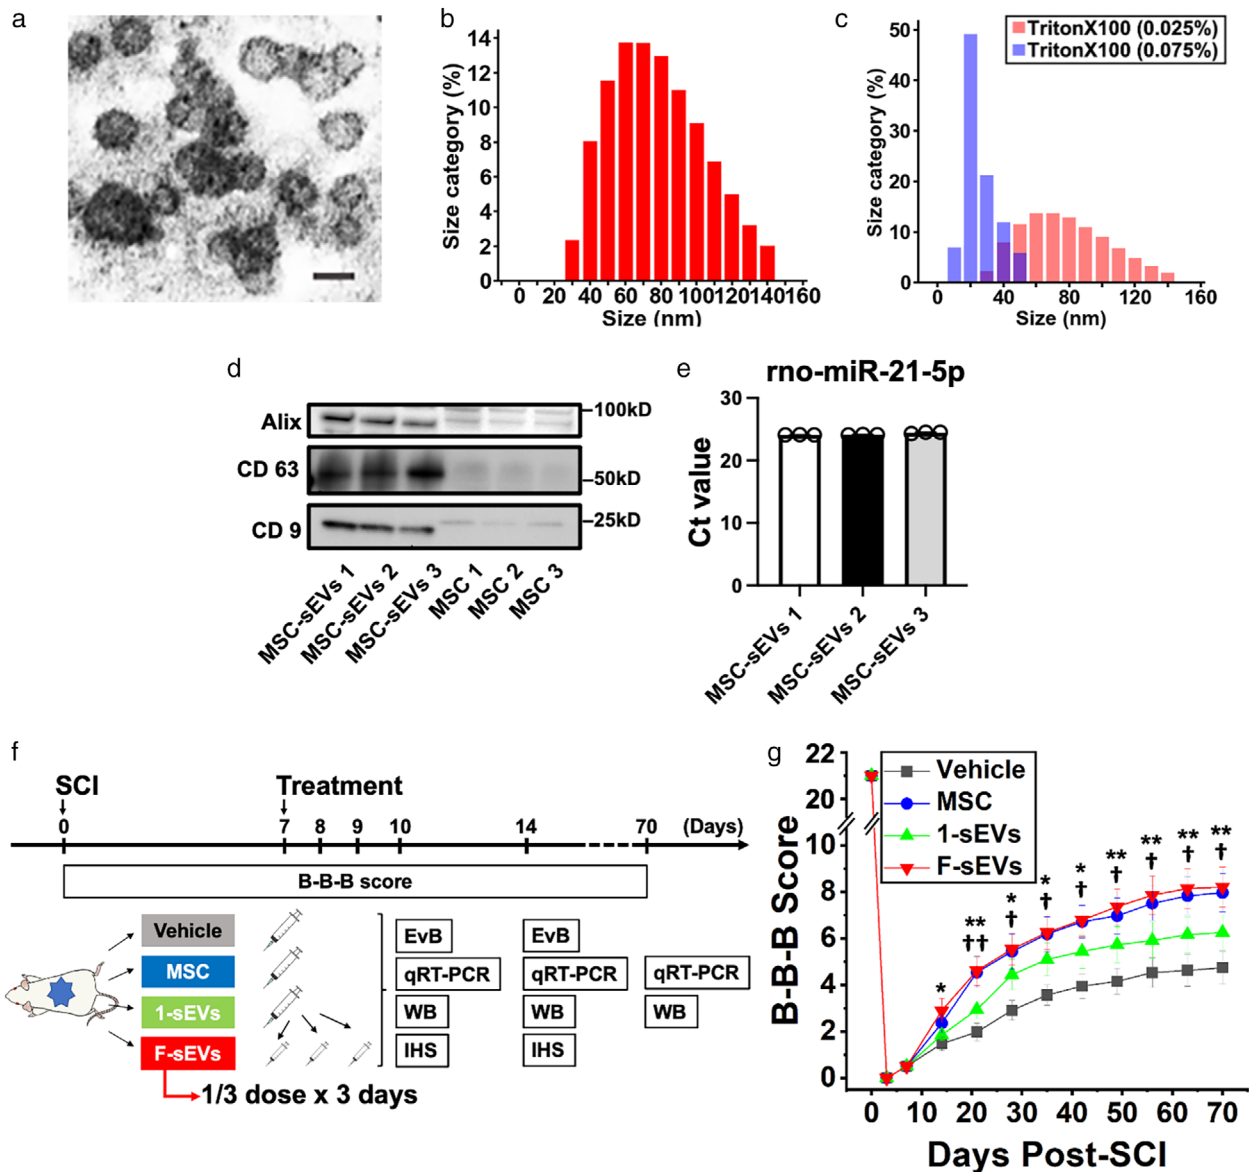 a
b
14
12
10
8
6
4
2
0
Size category (%)
0 20 40 60 80 100 120 140 160
Size (nm)
c
TritonX100 (0.025%)
TritonX100 (0.075%)
50
40
30
20
10
0
Size category (%)
0 40 80 120 160
Size (nm)
d
Alix
CD 63
CD 9
100kD
50kD
25kD
MSC-sEVs 1
MSC-sEVs 2
MSC-sEVs 3
MSC 1
MSC 2
MSC 3
e
rno-miR-21-5p
30
20
10
0
Ct value
MSC-sEVs 1
MSC-sEVs 2
MSC-sEVs 3
f
SCI
Treatment
0 7 8 9 10 14 70 (Days)
B-B-B score
Vehicle
MSC
1-sEVs
F-sEVs
EvB EvB
qRT-PCR qRT-PCR qRT-PCR
WB WB WB
IHS IHS
1/3 dose x 3 days
g
Vehicle
MSC
1-sEVs
F-sEVs
22
20
10
8
6
4
2
0
B-B-B Score
*
**
††
*
†
*
†
*
†
**
†
**
†
**
†
**
†
0 10 20 30 40 50 60 70
Days Post-SCI